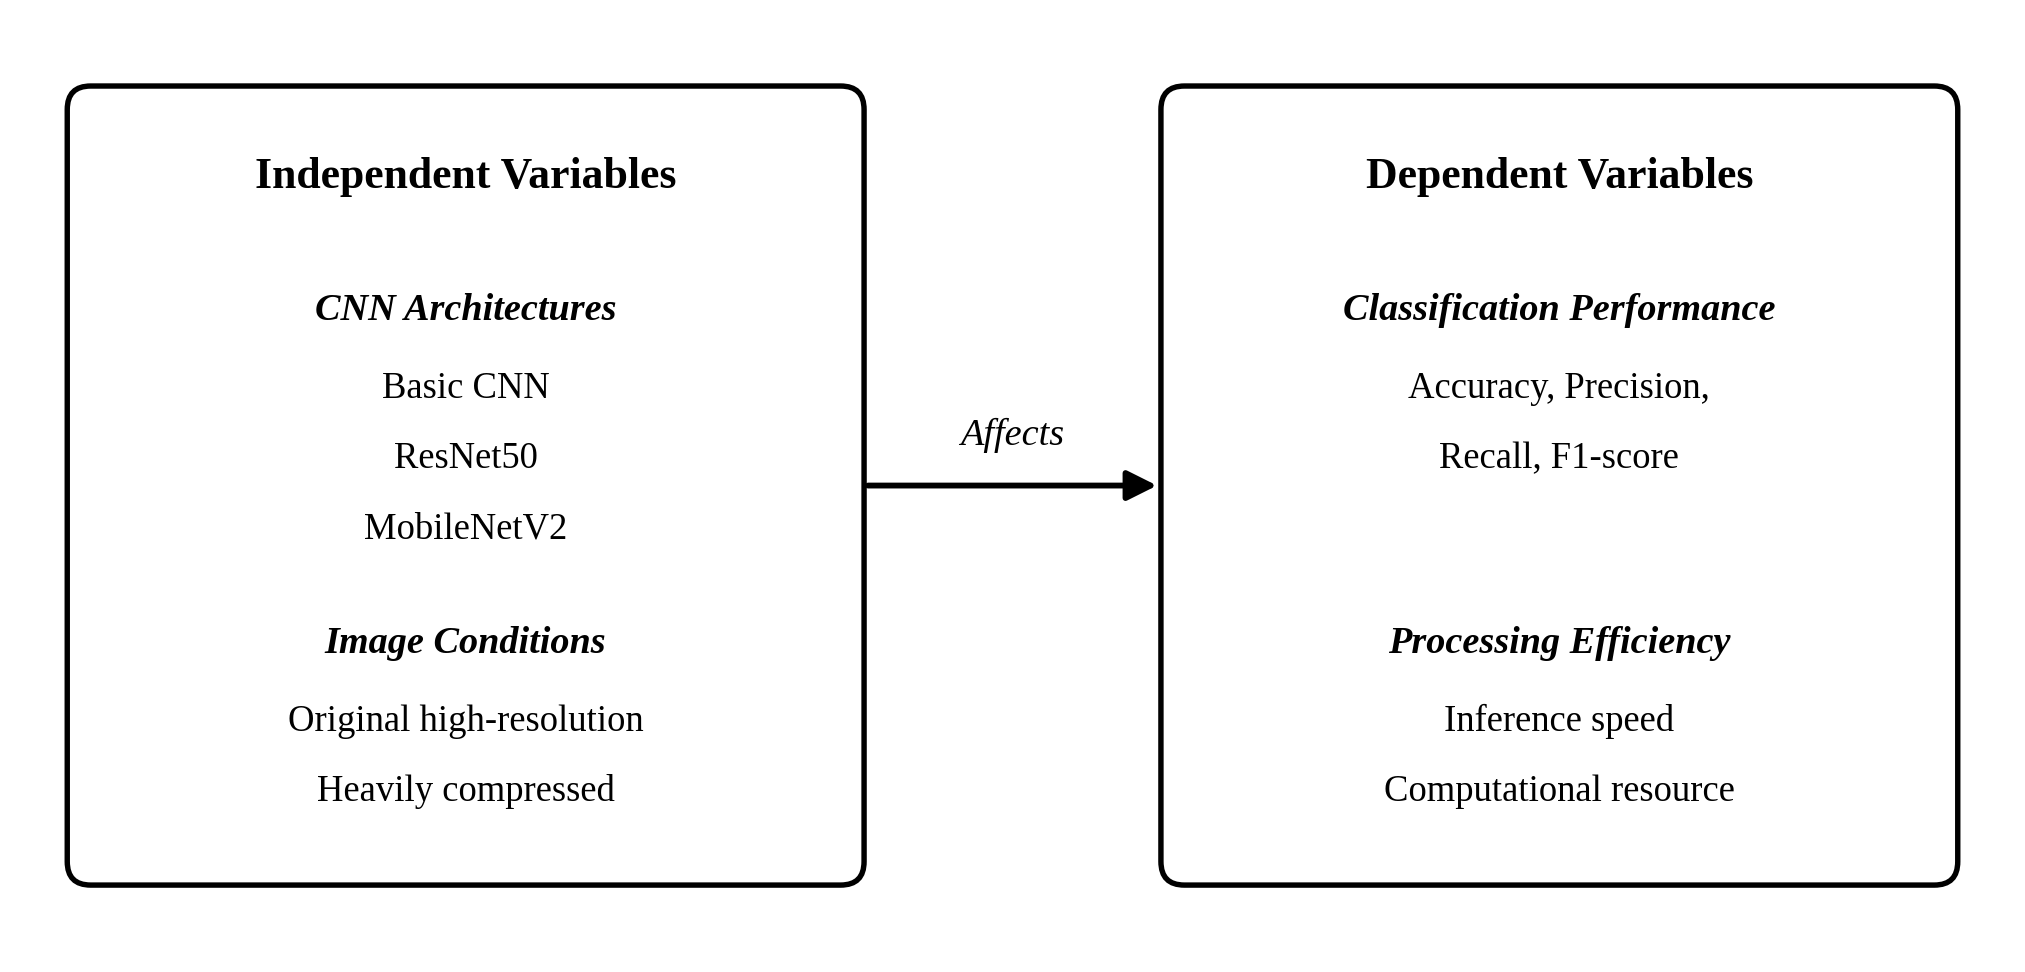 Independent Variables
CNN Architectures
Basic CNN
ResNet50
MobileNetV2
Image Conditions
Original high-resolution
Heavily compressed
Affects
Dependent Variables
Classification Performance
Accuracy, Precision,
Recall, F1-score
Processing Efficiency
Inference speed
Computational resource